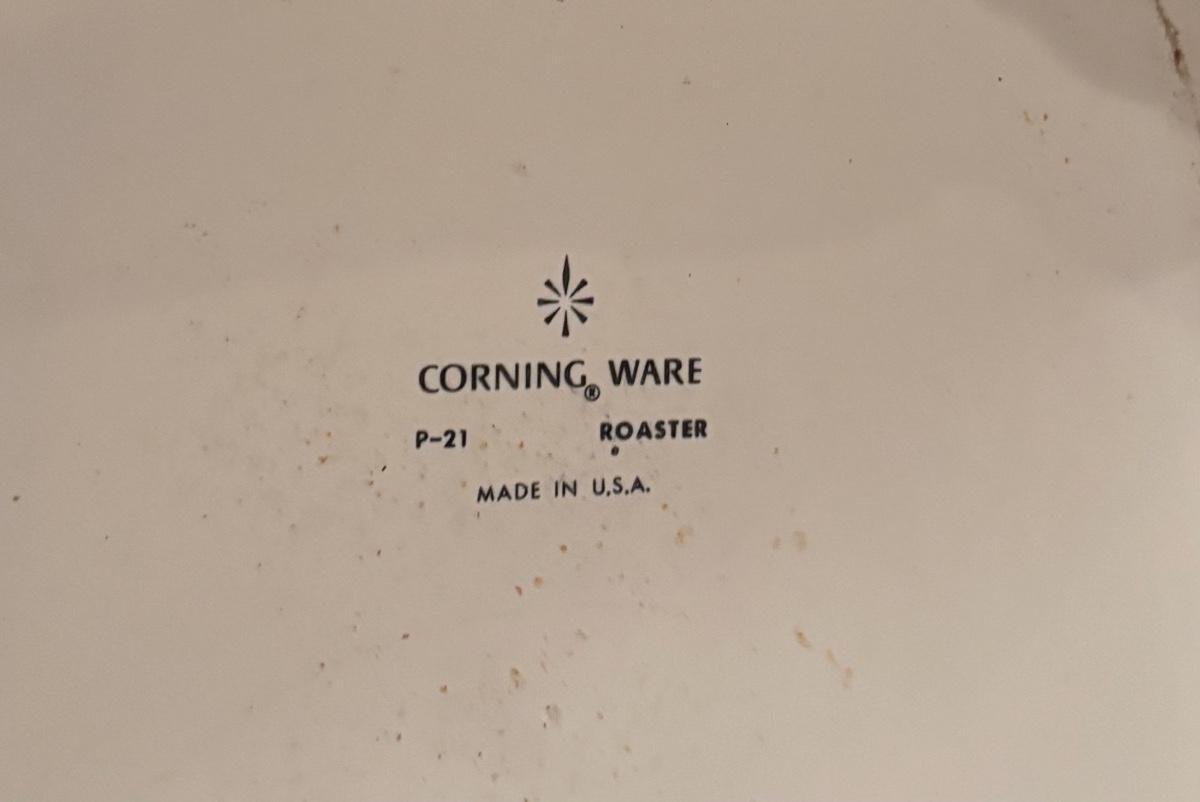 CORNING® WARE
P-21 ROASTER
MADE IN U.S.A.